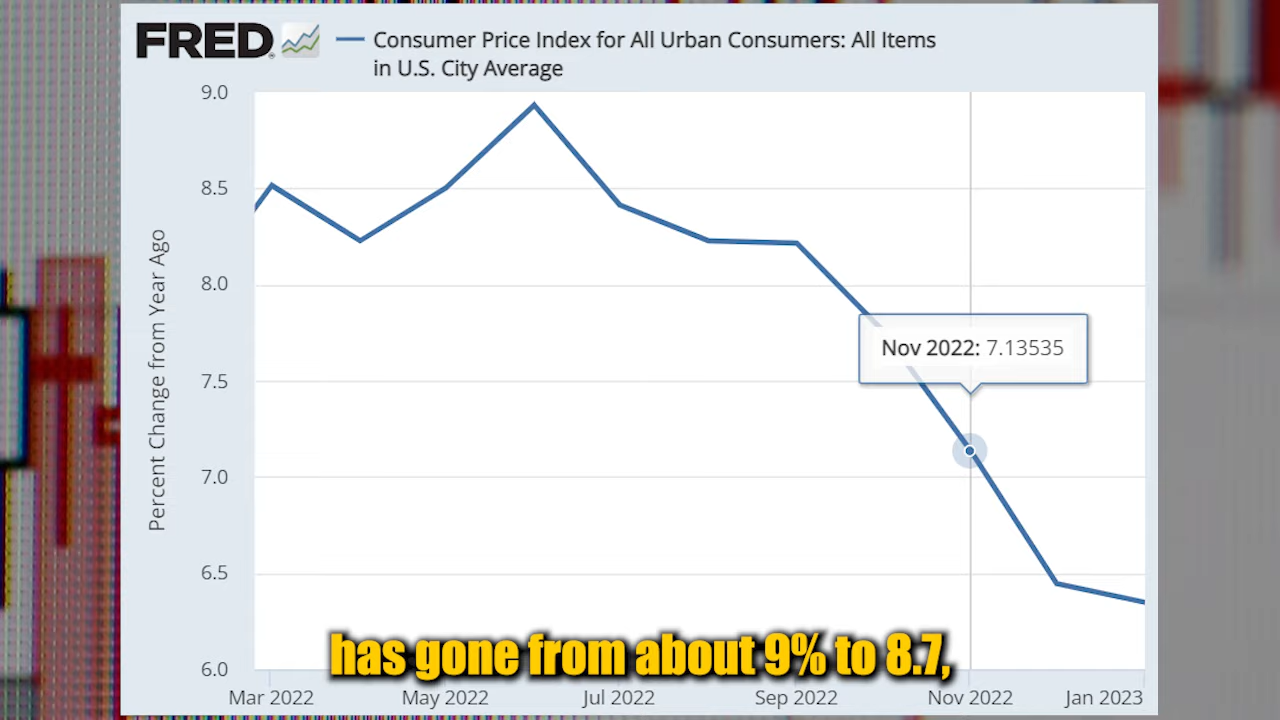 FRED
Consumer Price Index for All Urban Consumers: All Items
in U.S. City Average
Percent Change from Year Ago
9.0
8.5
8.0
7.5
7.0
6.5
6.0
Nov 2022: 7.13535
has gone from about 9% to 8.7,
Mar 2022
May 2022
Jul 2022
Sep 2022
Nov 2022
Jan 2023